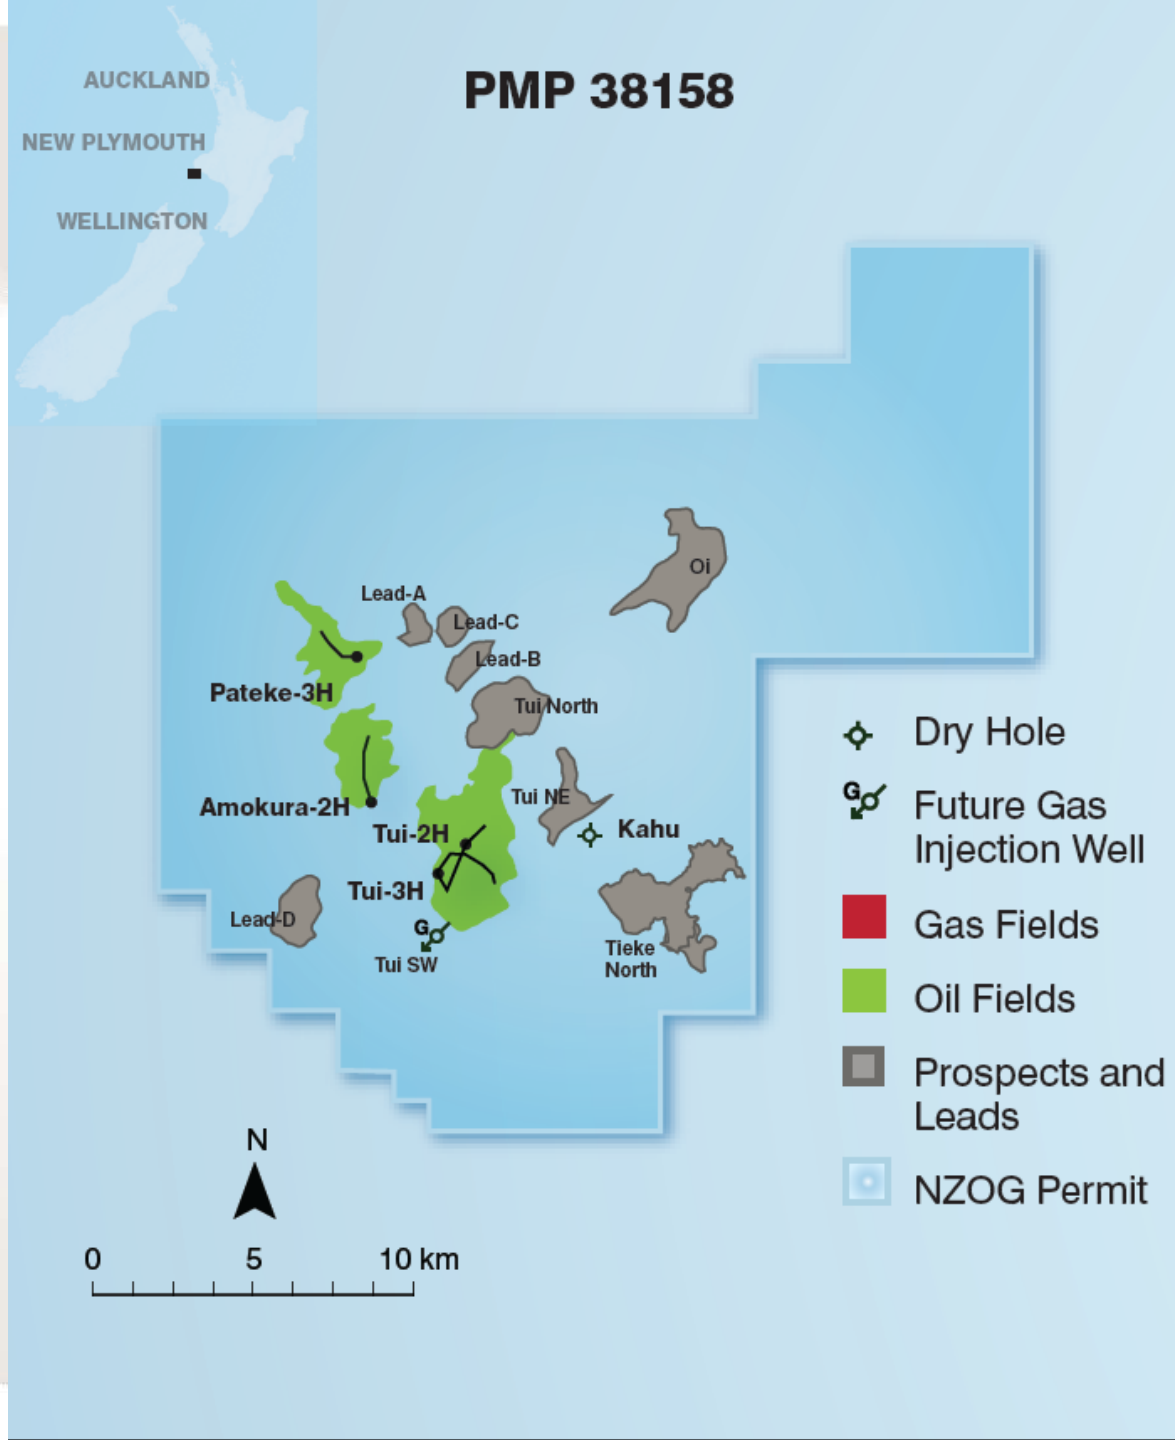 AUCKLAND
NEW PLYMOUTH
WELLINGTON
PMP 38158
Oi
Lead-A
Lead-C
Lead-B
Pateke-3H
Tui North
Tui NE
Amokura-2H
Kahu
Tui-2H
Tui-3H
Lead-D
G
Tui SW
Tieke
North
Dry Hole
G
Future Gas
Injection Well
Gas Fields
Oil Fields
Prospects and
Leads
NZOG Permit
N
0 5 10 km